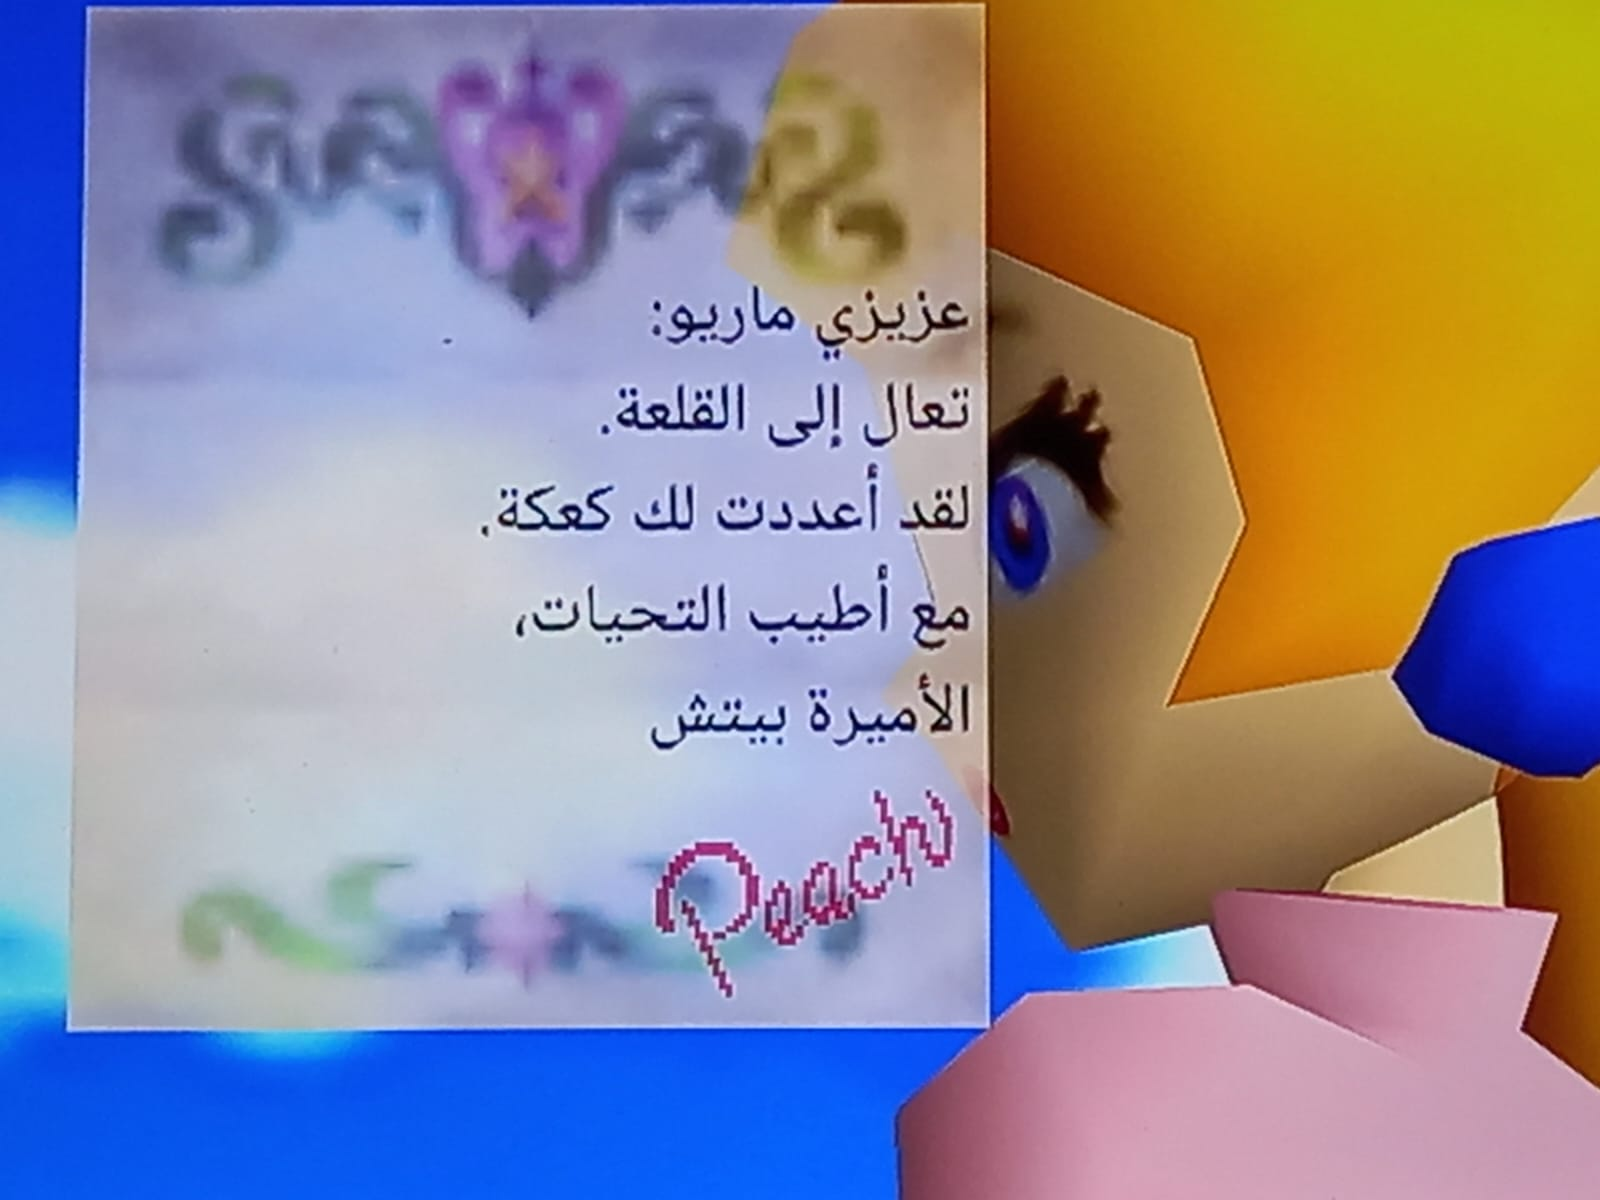 عزيزي ماريو:
تعال إلى القلعة.
لقد أعددت لك كعكة.
مع أطيب التحيات،
الأميرة بيتش
Peach